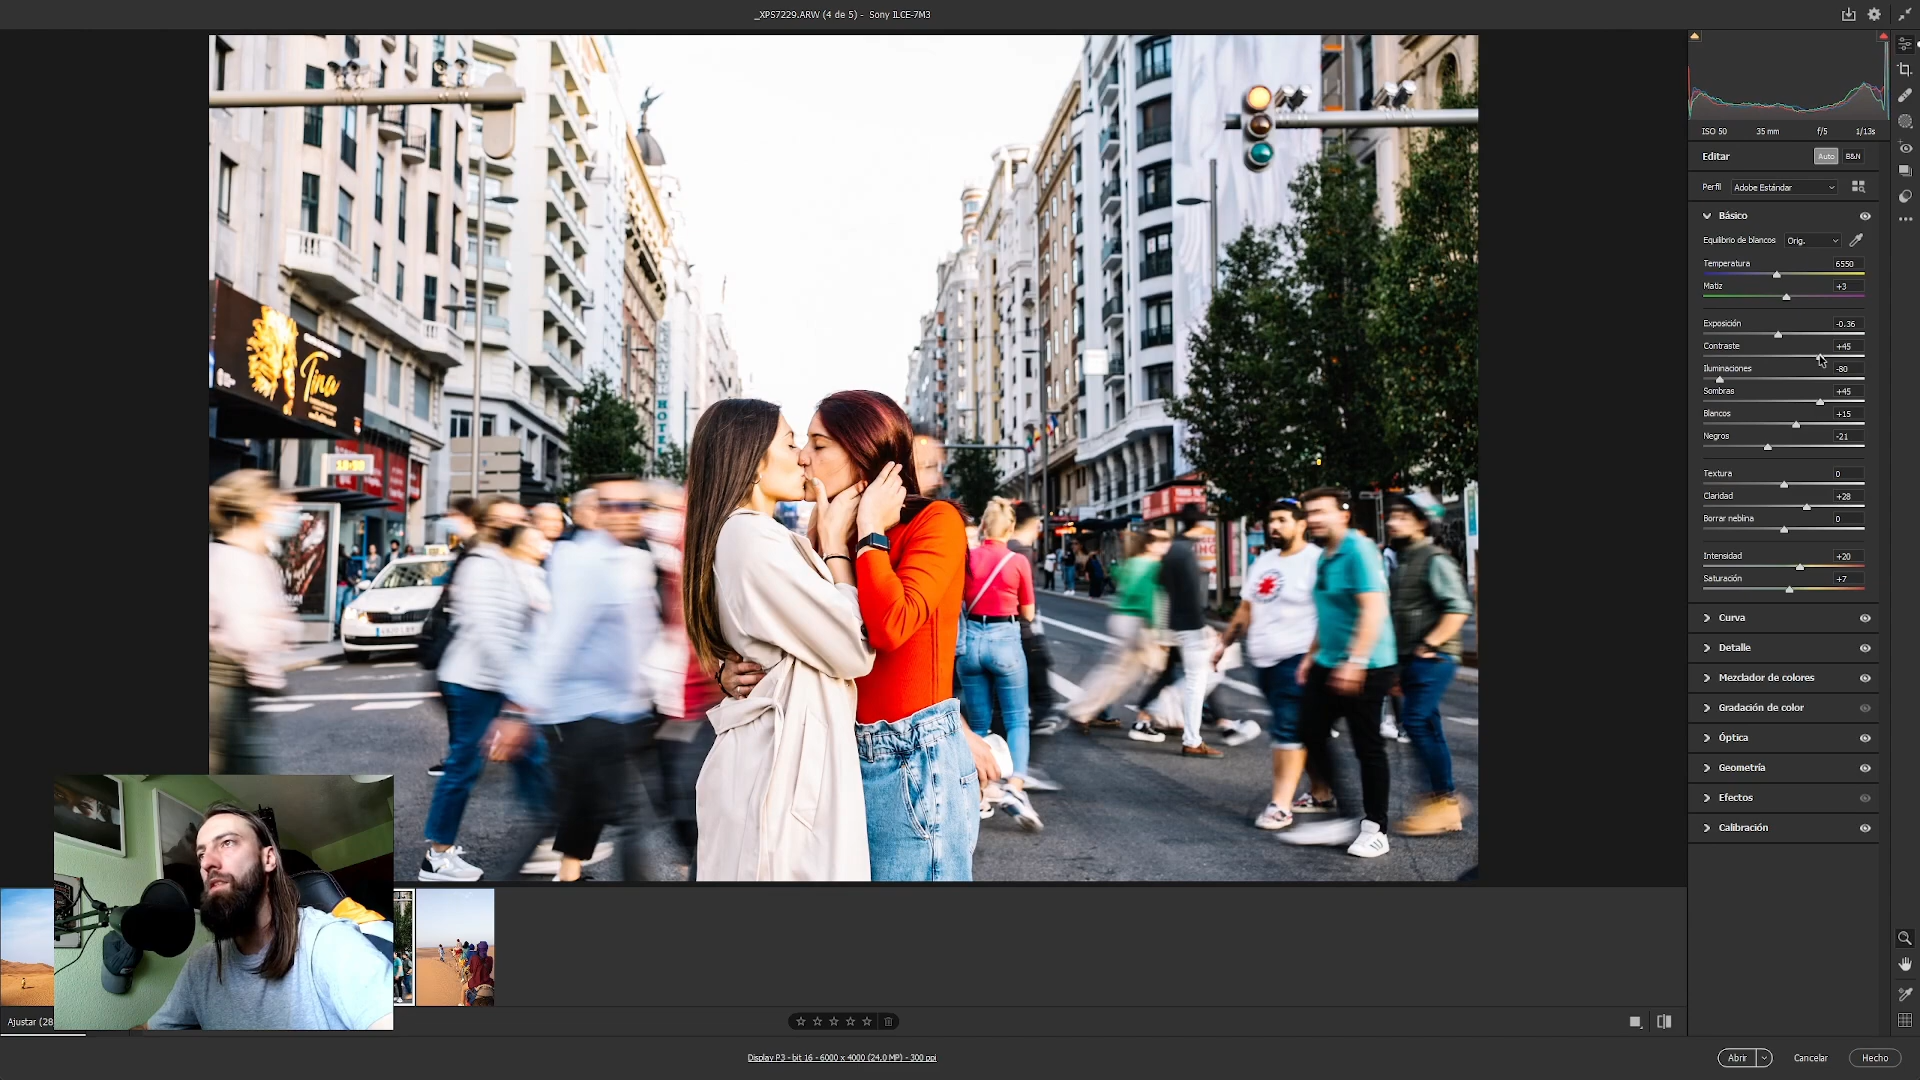 _XPS7229.ARW (4 de 5) - Sony ILCE-7M3
ISO 50 35 mm f/5 1/13s
Editar Auto B&N
Perfil Adobe Estándar
Básico
Equilibrio de blancos Orig.
Temperatura 6550
Matiz +3
Exposición -0.36
Contraste +45
Iluminaciones -80
Sombras +45
Blancos +15
Negros -21
Textura 0
Claridad +28
Borrar neblina 0
Intensidad +20
Saturación +7
Curva
Detalle
Mezclador de colores
Gradación de color
Óptica
Geometría
Efectos
Calibración
Tina
HOTEL
Ajustar (28
Display P3 - bit 16 - 6000 x 4000 (24.0 MP) - 300 ppi
Abrir Cancelar Hecho